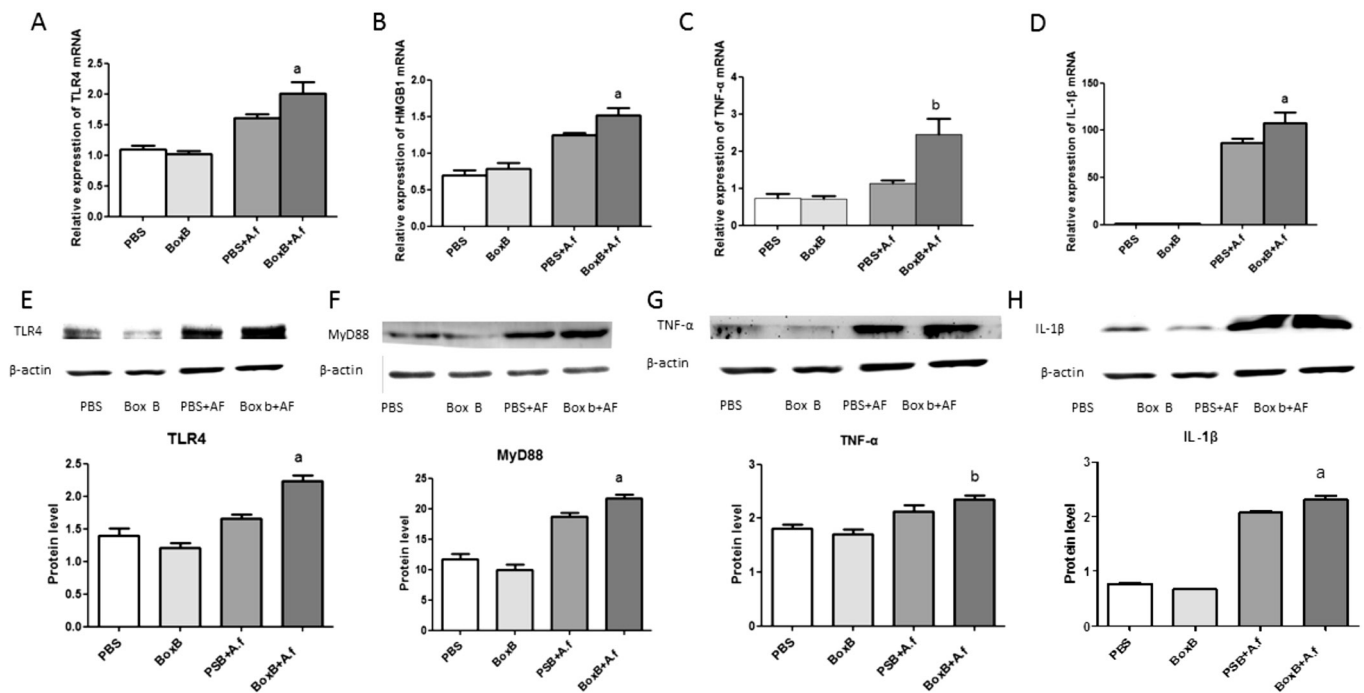 A
Relative expresstion of TLR4 mRNA
2.5
2.0
1.5
1.0
0.5
0.0
a
PBS
BoxB
PBS+A.f
BoxB+A.f
B
Relative expresstion of HMGB1 mRNA
2.0
1.5
1.0
0.5
0.0
a
PBS
BoxB
PBS+A.f
BoxB+A.f
C
Relative expresstion of TNF-α mRNA
4
3
2
1
0
b
PBS
BoxB
PBS+A.f
BoxB+A.f
D
Relative expresstion of IL-1β mRNA
150
100
50
0
a
PBS
BoxB
PBS+A.f
BoxB+A.f
E
TLR4
β-actin
PBS Box B PBS+AF Box b+AF
TLR4
Protein level
2.5
2.0
1.5
1.0
0.5
0.0
a
PBS
BoxB
PSB+A.f
BoxB+A.f
F
MyD88
β-actin
PBS Box B PBS+AF Box b+AF
MyD88
Protein level
25
20
15
10
5
0
a
PBS
BoxB
PSB+A.f
BoxB+A.f
G
TNF-α
β-actin
PBS Box B PBS+AF Box b+AF
TNF-α
Protein level
3
2
1
0
b
PBS
BoxB
PSB+A.f
BoxB+A.f
H
IL-1β
β-actin
PBS Box B PBS+AF Box b+AF
IL-1β
Protein level
3
2
1
0
a
PBS
BoxB
PSB+A.f
BoxB+A.f